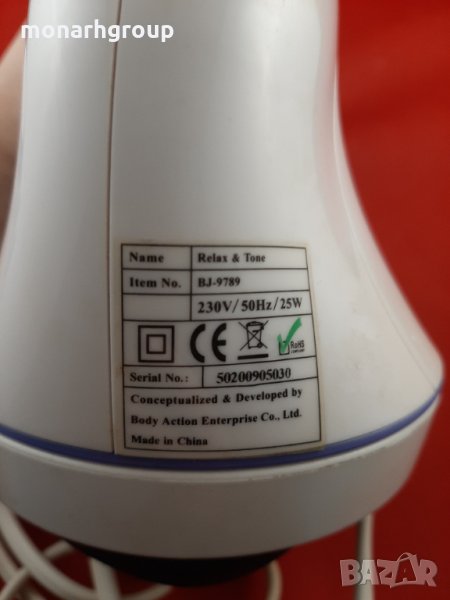 monarhgroup
Name Relax & Tone
Item No. BJ-9789
230V/50Hz/25W
CE RoHS
Serial No.: 50200905030
Conceptualized & Developed by
Body Action Enterprise Co., Ltd.
Made in China
BAZAR